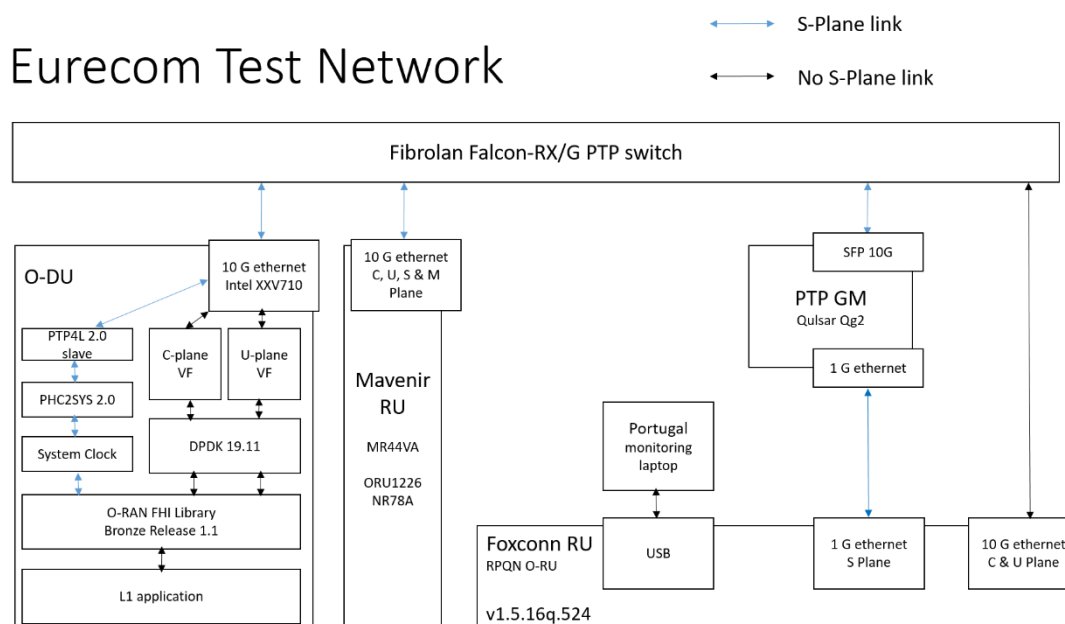 S-Plane link
Eurecom Test Network
No S-Plane link
Fibrolan Falcon-RX/G PTP switch
O-DU
10 G ethernet
Intel XXV710
PTP4L 2.0
slave
C-plane
VF
U-plane
VF
PHC2SYS 2.0
System Clock
DPDK 19.11
O-RAN FHI Library
Bronze Release 1.1
L1 application
10 G ethernet
C, U, S & M
Plane
Mavenir
RU
MR44VA
ORU1226
NR78A
SFP 10G
PTP GM
Qulsar Qg2
1 G ethernet
Portugal
monitoring
laptop
Foxconn RU
RPQN O-RU
v1.5.16q.524
USB
1 G ethernet
S Plane
10 G ethernet
C & U Plane